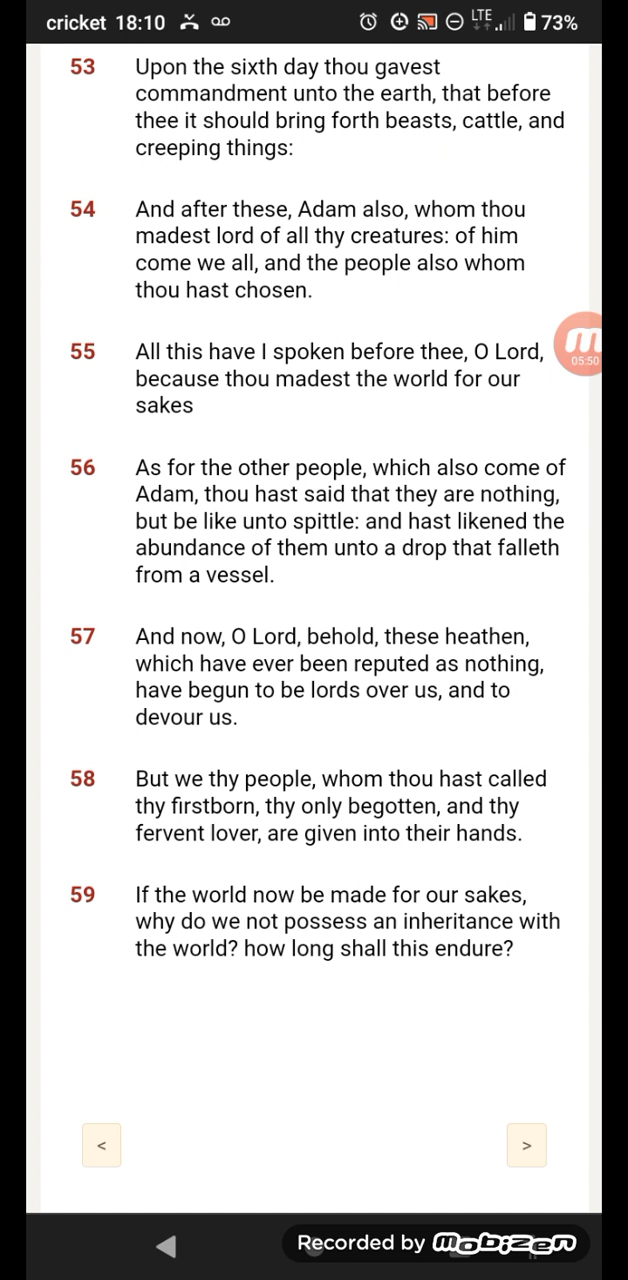 cricket 18:10 LTE 73%
53 Upon the sixth day thou gavest
commandment unto the earth, that before
thee it should bring forth beasts, cattle, and
creeping things:
54 And after these, Adam also, whom thou
madest lord of all thy creatures: of him
come we all, and the people also whom
thou hast chosen.
55 All this have I spoken before thee, O Lord,
because thou madest the world for our
sakes
m
05:50
56 As for the other people, which also come of
Adam, thou hast said that they are nothing,
but be like unto spittle: and hast likened the
abundance of them unto a drop that falleth
from a vessel.
57 And now, O Lord, behold, these heathen,
which have ever been reputed as nothing,
have begun to be lords over us, and to
devour us.
58 But we thy people, whom thou hast called
thy firstborn, thy only begotten, and thy
fervent lover, are given into their hands.
59 If the world now be made for our sakes,
why do we not possess an inheritance with
the world? how long shall this endure?
< >
Recorded by mobizen